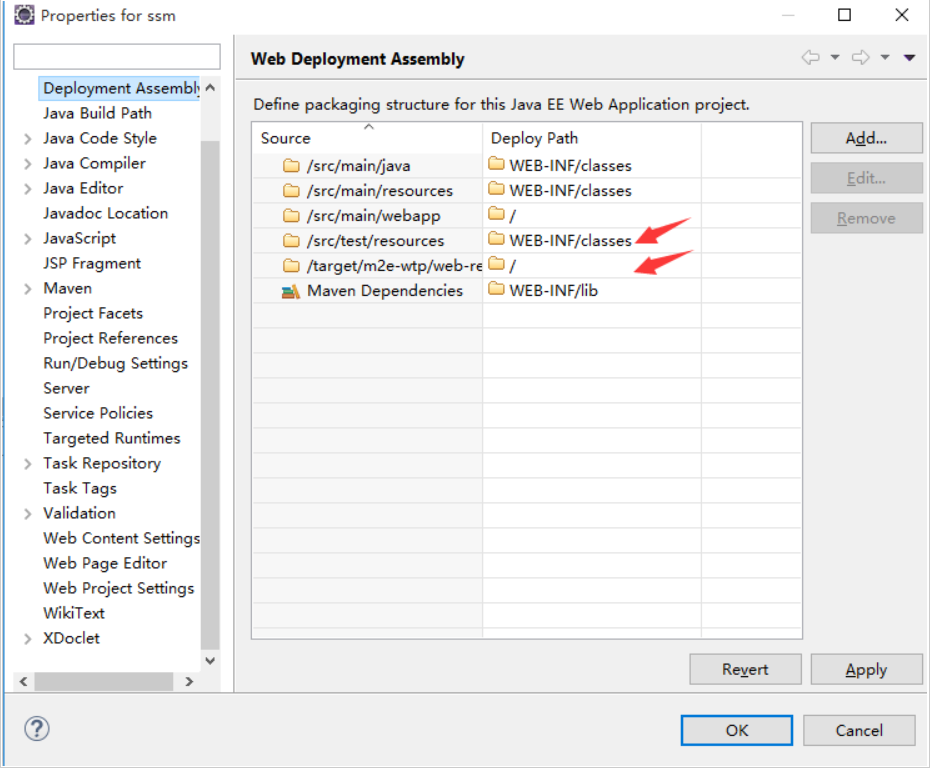 Properties for ssm
Web Deployment Assembly
Deployment Assembly
Java Build Path
Java Code Style
Java Compiler
Java Editor
Javadoc Location
JavaScript
JSP Fragment
Maven
Project Facets
Project References
Run/Debug Settings
Server
Service Policies
Targeted Runtimes
Task Repository
Task Tags
Validation
Web Content Settings
Web Page Editor
Web Project Settings
WikiText
XDoclet
Define packaging structure for this Java EE Web Application project.
Source Deploy Path
/src/main/java WEB-INF/classes
/src/main/resources WEB-INF/classes
/src/main/webapp /
/src/test/resources WEB-INF/classes
/target/m2e-wtp/web-re /
Maven Dependencies WEB-INF/lib
Add...
Edit...
Remove
Revert
Apply
OK
Cancel